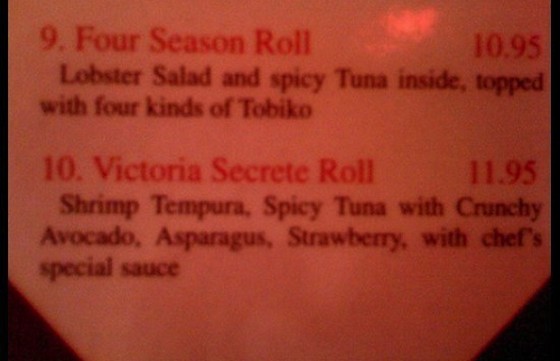 9. Four Season Roll 10.95
Lobster Salad and spicy Tuna inside, topped
with four kinds of Tobiko
10. Victoria Secrete Roll 11.95
Shrimp Tempura, Spicy Tuna with Crunchy
Avocado, Asparagus, Strawberry, with chef's
special sauce